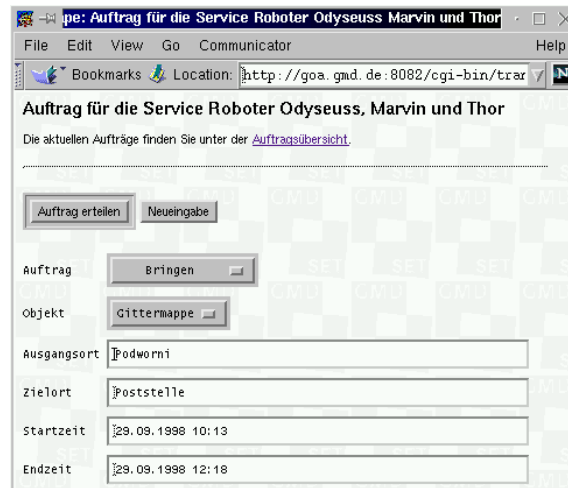 pe: Auftrag für die Service Roboter Odyseuss Marvin und Thor
File Edit View Go Communicator Help
Bookmarks Location: http://goa.gmd.de:8082/cgi-bin/trar N
Auftrag für die Service Roboter Odyseuss, Marvin und Thor
Die aktuellen Aufträge finden Sie unter der Auftragsübersicht.
Auftrag erteilen Neueingabe
Auftrag Bringen
Objekt Gittermappe
Ausgangsort Podworni
Zielort Poststelle
Startzeit 29.09.1998 10:13
Endzeit 29.09.1998 12:18